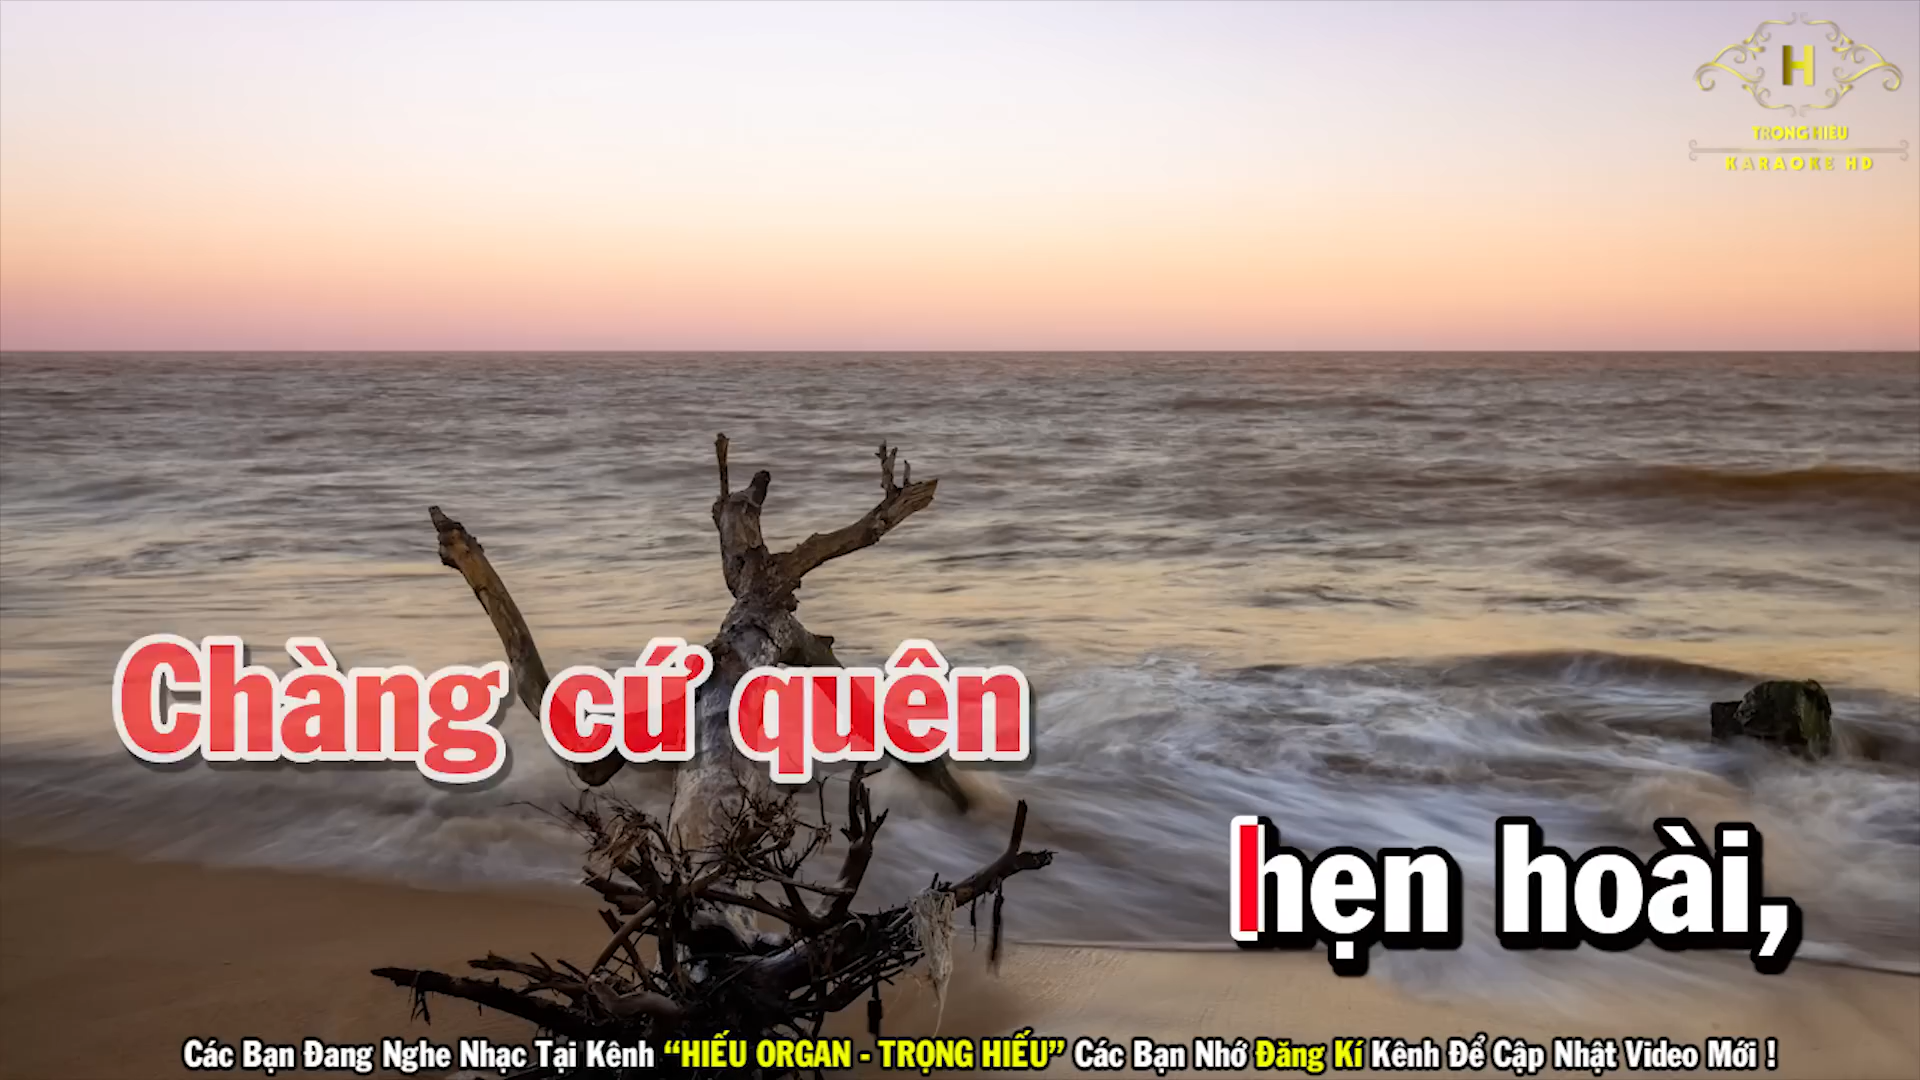 H
TRỌNG HIẾU
KARAOKE HD
Chàng cứ quên
hẹn hoài,
Các Bạn Đang Nghe Nhạc Tại Kênh “HIẾU ORGAN - TRỌNG HIẾU” Các Bạn Nhớ Đăng Kí Kênh Để Cập Nhật Video Mới !